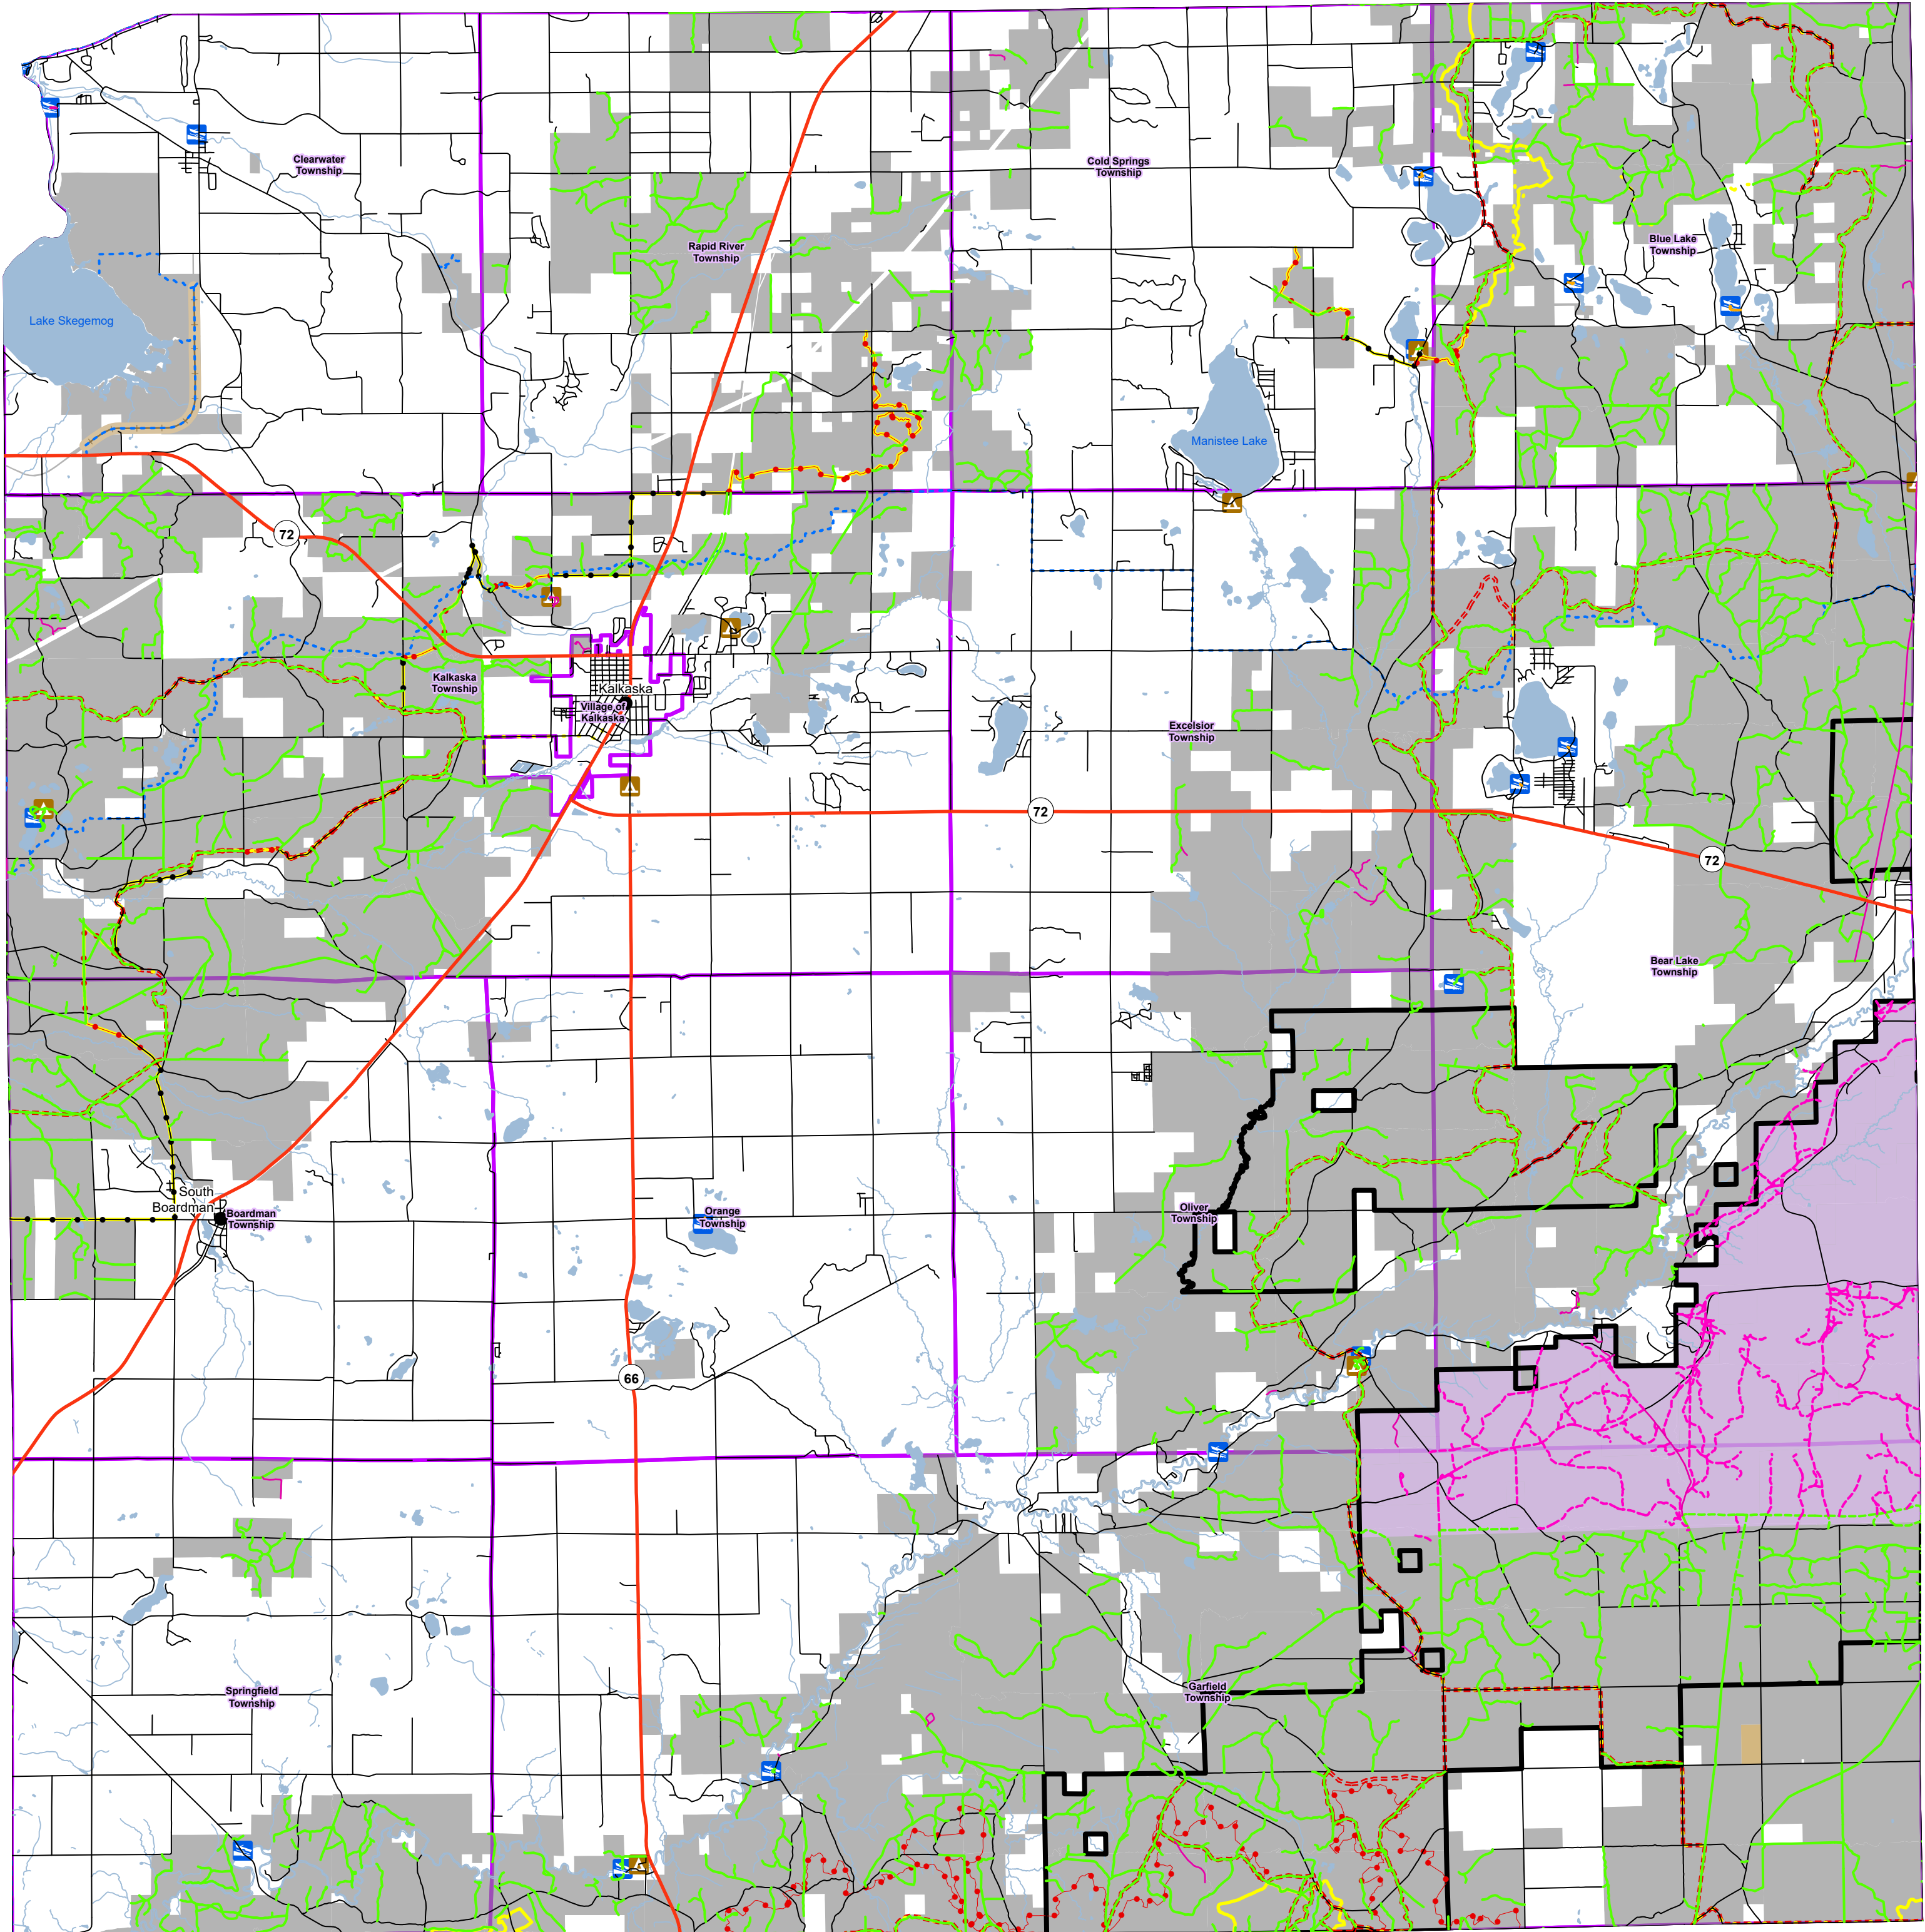 Clearwater
Township
Cold Springs
Township
Rapid River
Township
Blue Lake
Township
Lake Skegemog
Manistee Lake
72
Kalkaska
Township
Kalkaska
Village of
Kalkaska
Excelsior
Township
72
72
Bear Lake
Township
South
Boardman
Boardman
Township
Orange
Township
Oliver
Township
66
Springfield
Township
Garfield
Township